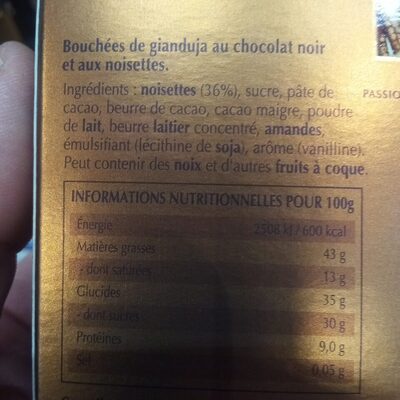 Bouchées de gianduja au chocolat noir
et aux noisettes.
Ingrédients : noisettes (36%), sucre, pâte de
cacao, beurre de cacao, cacao maigre, poudre
de lait, beurre laitier concentré, amandes,
émulsifiant (lécithine de soja), arôme (vanilline).
Peut contenir des noix et d'autres fruits à coque.
PASSIO
INFORMATIONS NUTRITIONNELLES POUR 100g
Énergie 2508 kJ/600 kcal
Matières grasses 43 g
- dont saturées 13 g
Glucides 35 g
- dont sucres 30 g
Protéines 9,0 g
Sel 0,05 g